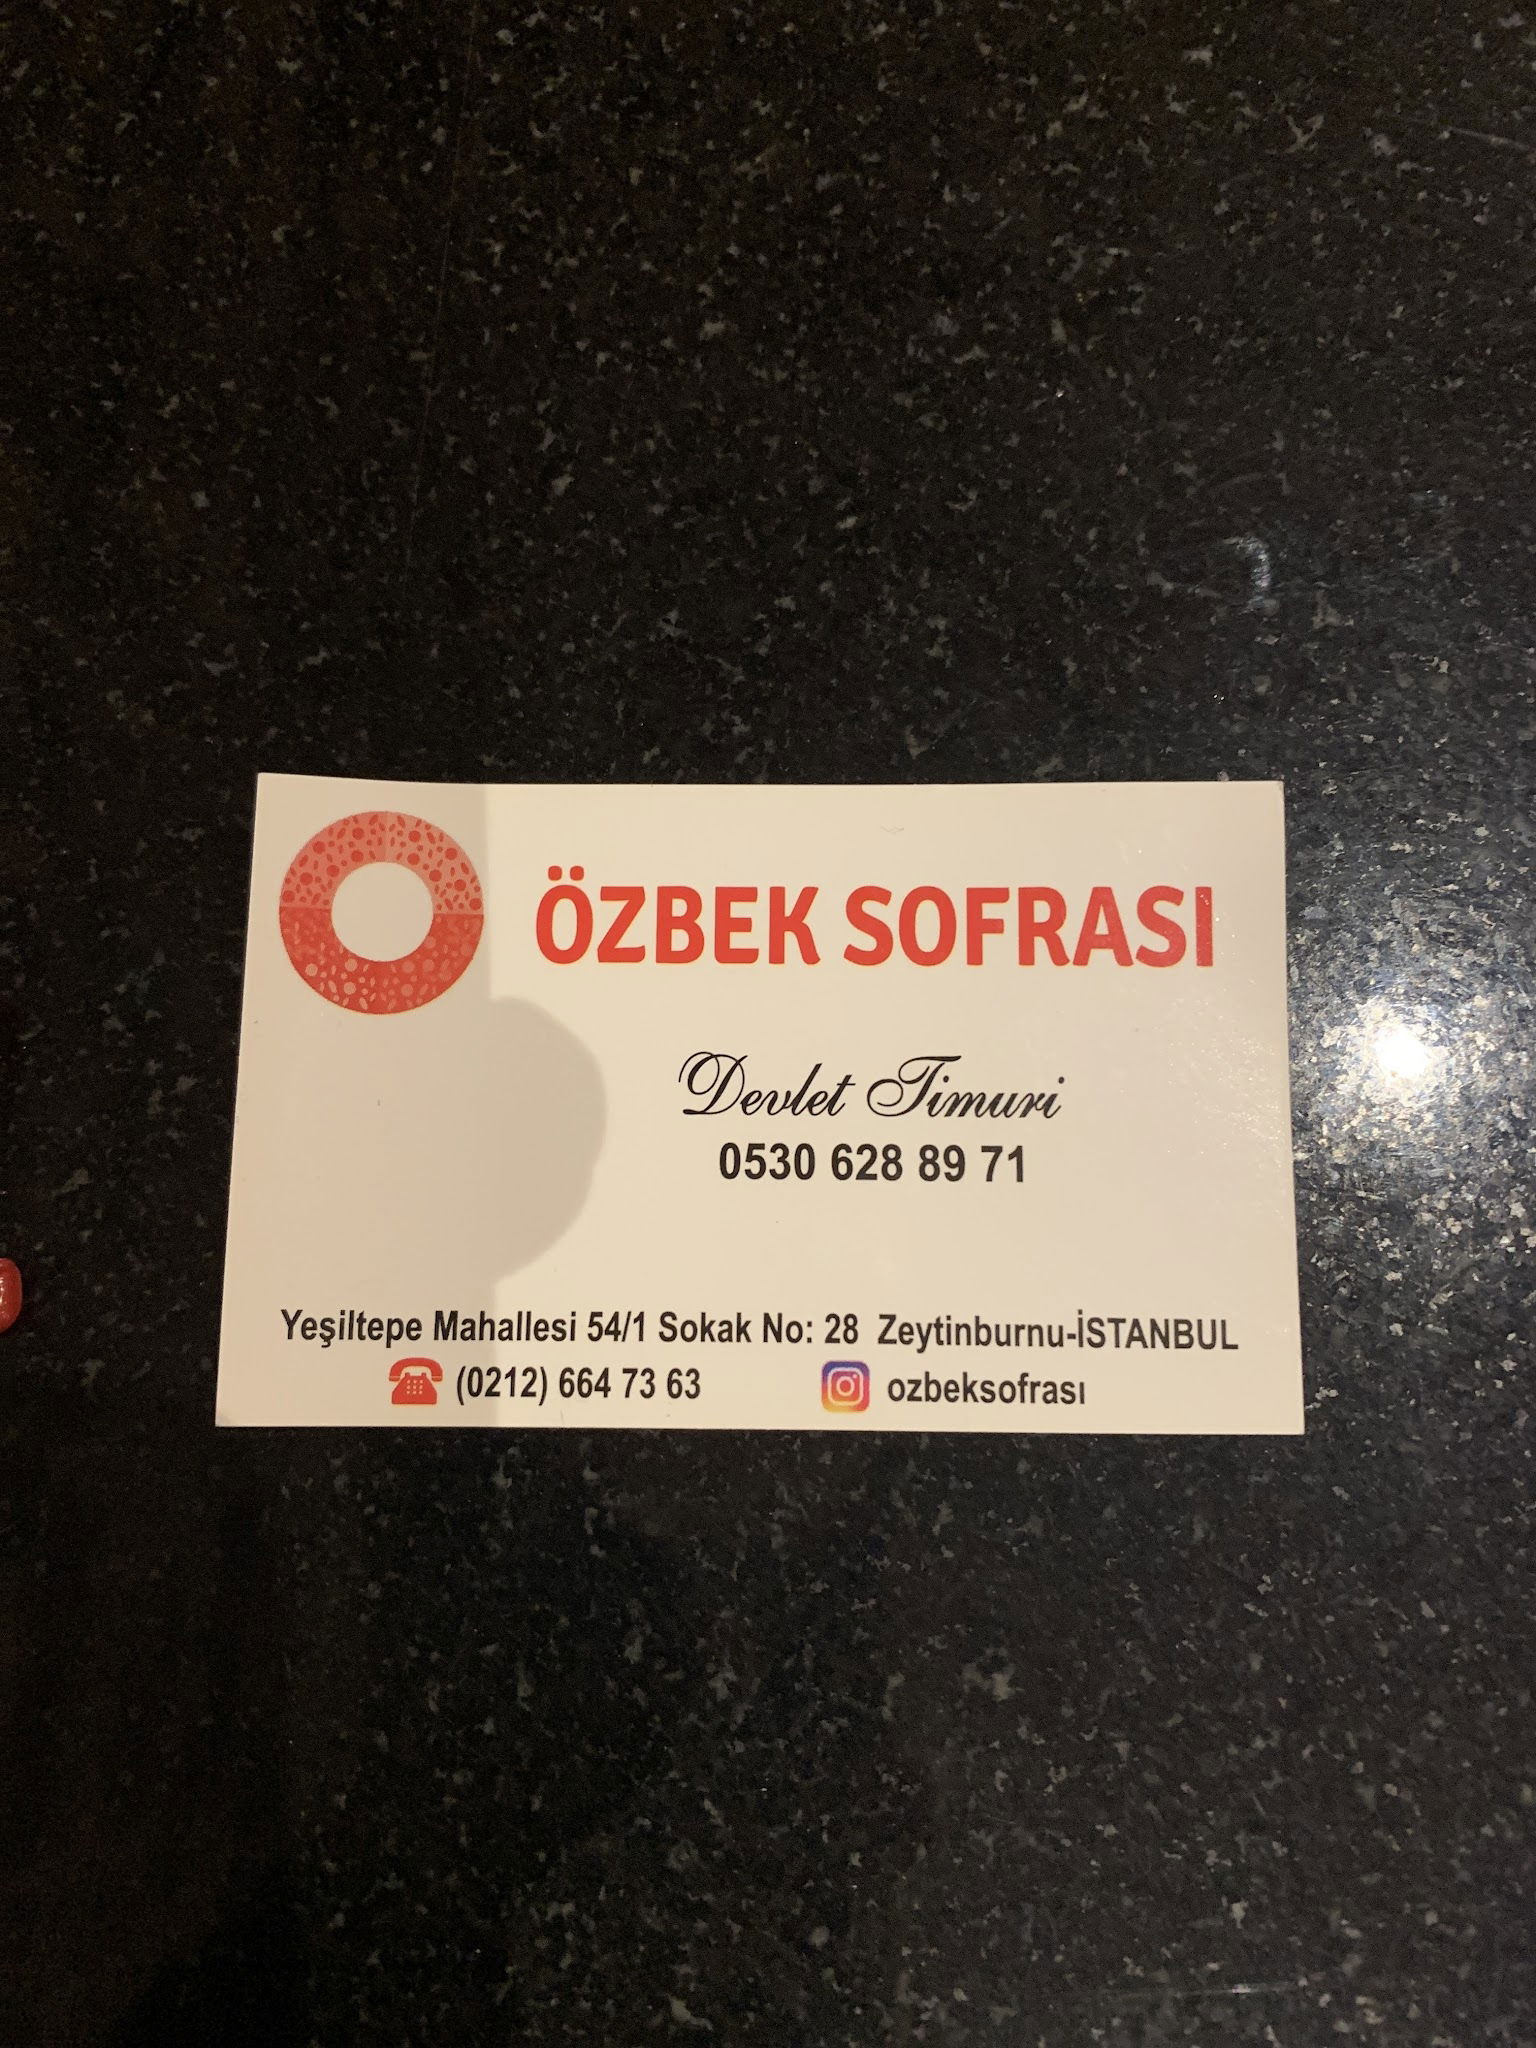 ÖZBEK SOFRASI
Devlet Timuri
0530 628 89 71
Yeşiltepe Mahallesi 54/1 Sokak No: 28 Zeytinburnu-İSTANBUL
(0212) 664 73 63
ozbeksofrası